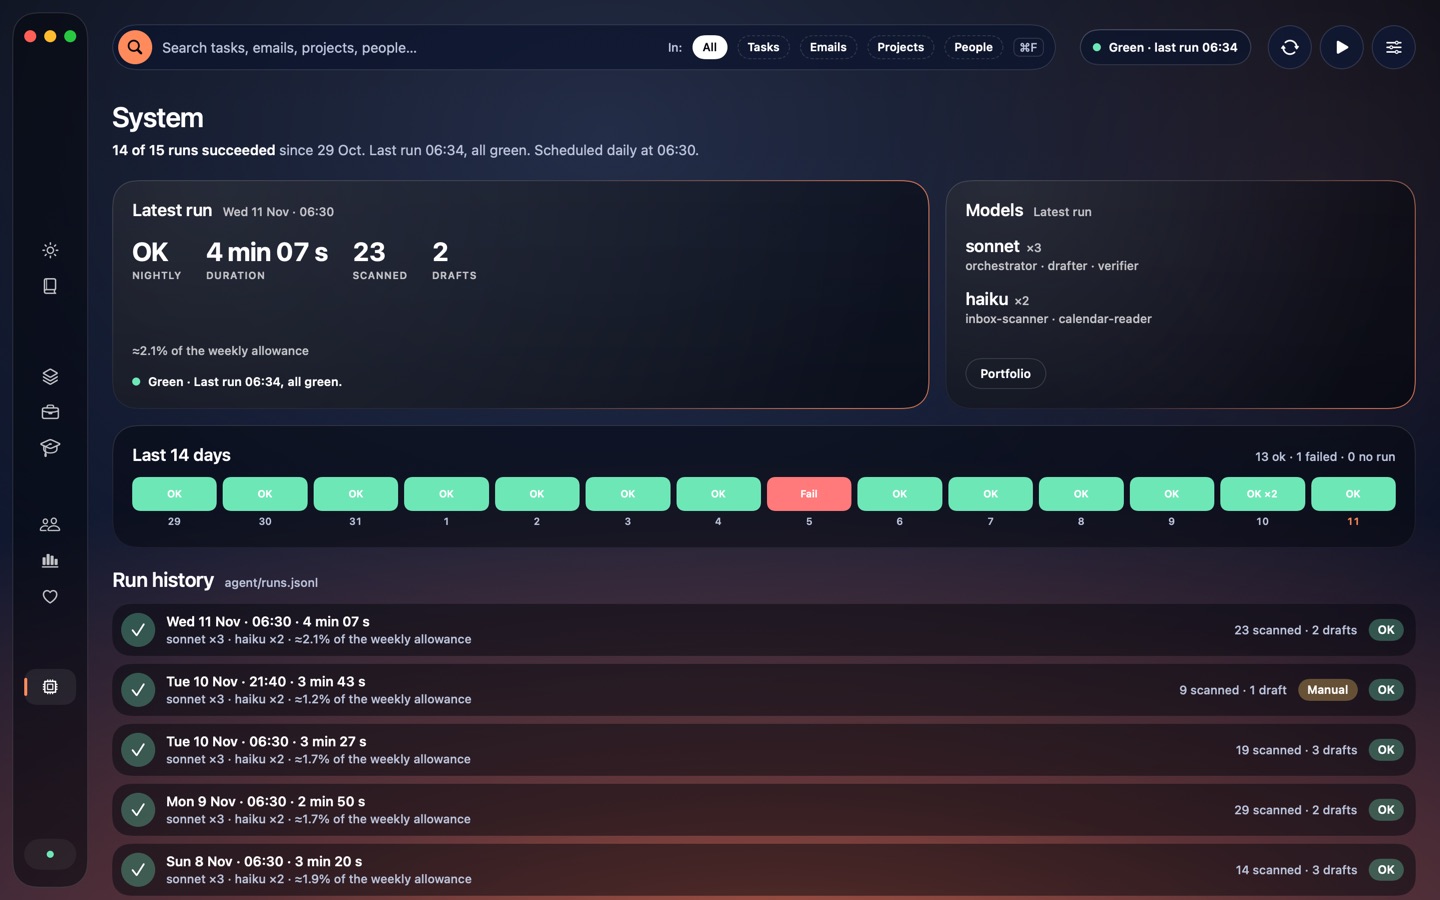 Search tasks, emails, projects, people... In: All Tasks Emails Projects People ⌘F Green · last run 06:34
System
14 of 15 runs succeeded since 29 Oct. Last run 06:34, all green. Scheduled daily at 06:30.
Latest run Wed 11 Nov · 06:30
OK 4 min 07 s 23 2
NIGHTLY DURATION SCANNED DRAFTS
≈2.1% of the weekly allowance
Green · Last run 06:34, all green.
Models Latest run
sonnet ×3
orchestrator · drafter · verifier
haiku ×2
inbox-scanner · calendar-reader
Portfolio
Last 14 days 13 ok · 1 failed · 0 no run
OK OK OK OK OK OK OK Fail OK OK OK OK OK ×2 OK
29 30 31 1 2 3 4 5 6 7 8 9 10 11
Run history agent/runs.jsonl
Wed 11 Nov · 06:30 · 4 min 07 s
sonnet ×3 · haiku ×2 · ≈2.1% of the weekly allowance
23 scanned · 2 drafts OK
Tue 10 Nov · 21:40 · 3 min 43 s
sonnet ×3 · haiku ×2 · ≈1.2% of the weekly allowance
9 scanned · 1 draft Manual OK
Tue 10 Nov · 06:30 · 3 min 27 s
sonnet ×3 · haiku ×2 · ≈1.7% of the weekly allowance
19 scanned · 3 drafts OK
Mon 9 Nov · 06:30 · 2 min 50 s
sonnet ×3 · haiku ×2 · ≈1.7% of the weekly allowance
29 scanned · 2 drafts OK
Sun 8 Nov · 06:30 · 3 min 20 s
sonnet ×3 · haiku ×2 · ≈1.9% of the weekly allowance
14 scanned · 3 drafts OK